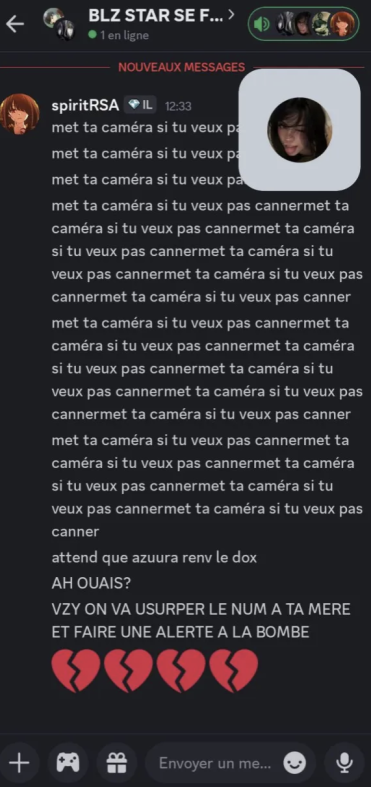 BLZ STAR SE F...
1 en ligne
NOUVEAUX MESSAGES
spiritRSA IL 12:33
met ta caméra si tu veux pa
met ta caméra si tu veux pa
met ta caméra si tu veux pa
met ta caméra si tu veux pas cannermet ta
caméra si tu veux pas cannermet ta caméra
si tu veux pas cannermet ta caméra si tu
veux pas cannermet ta caméra si tu veux pas
cannermet ta caméra si tu veux pas canner
met ta caméra si tu veux pas cannermet ta
caméra si tu veux pas cannermet ta caméra
si tu veux pas cannermet ta caméra si tu
veux pas cannermet ta caméra si tu veux pas
cannermet ta caméra si tu veux pas canner
met ta caméra si tu veux pas cannermet ta
caméra si tu veux pas cannermet ta caméra
si tu veux pas cannermet ta caméra si tu
veux pas cannermet ta caméra si tu veux pas
canner
attend que azuura renv le dox
AH OUAIS?
VZY ON VA USURPER LE NUM A TA MERE
ET FAIRE UNE ALERTE A LA BOMBE
Envoyer un me...